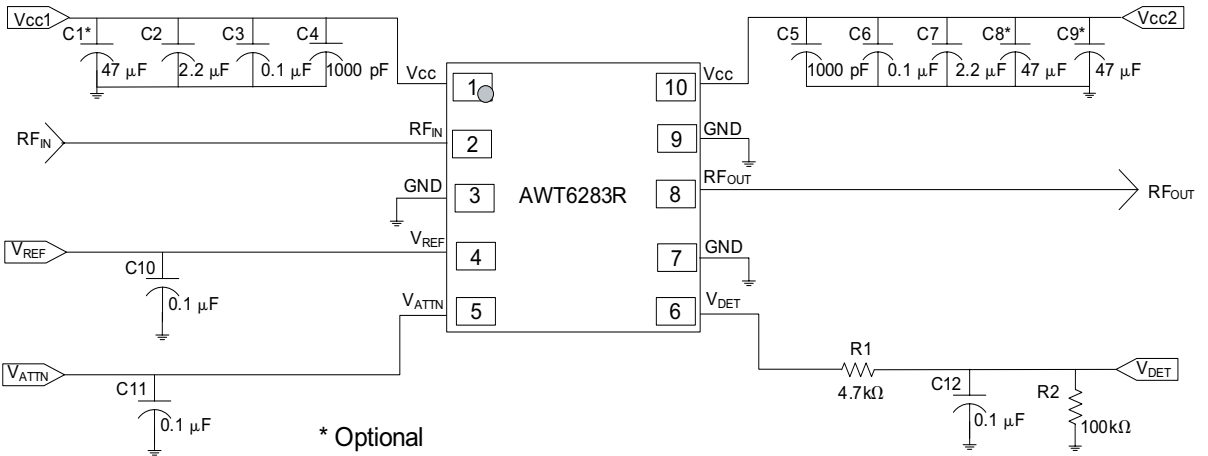 Vcc1
C1*
C2
C3
C4
47 µF
2.2 µF
0.1 µF
1000 pF
Vcc
1
RFIN
RFIN
2
GND
3
VREF
VREF
4
C10
0.1 µF
VATTN
5
VATTN
C11
0.1 µF
* Optional
AWT6283R
Vcc2
C5
C6
C7
C8*
C9*
1000 pF
0.1 µF
2.2 µF
47 µF
47 µF
10
Vcc
9
GND
8
RFOUT
RFOUT
7
GND
6
VDET
R1
4.7kΩ
C12
0.1 µF
R2
100kΩ
VDET